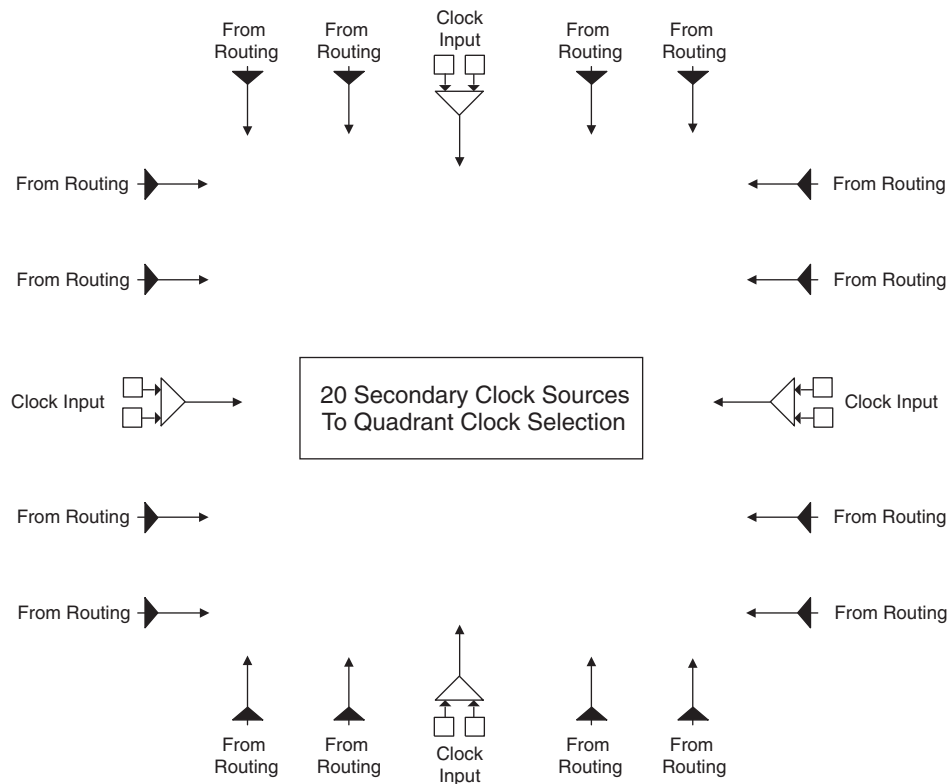 From
Routing
From
Routing
Clock
Input
From
Routing
From
Routing
From Routing
From Routing
From Routing
From Routing
Clock Input
20 Secondary Clock Sources
To Quadrant Clock Selection
Clock Input
From Routing
From Routing
From Routing
From Routing
From
Routing
From
Routing
Clock
Input
From
Routing
From
Routing